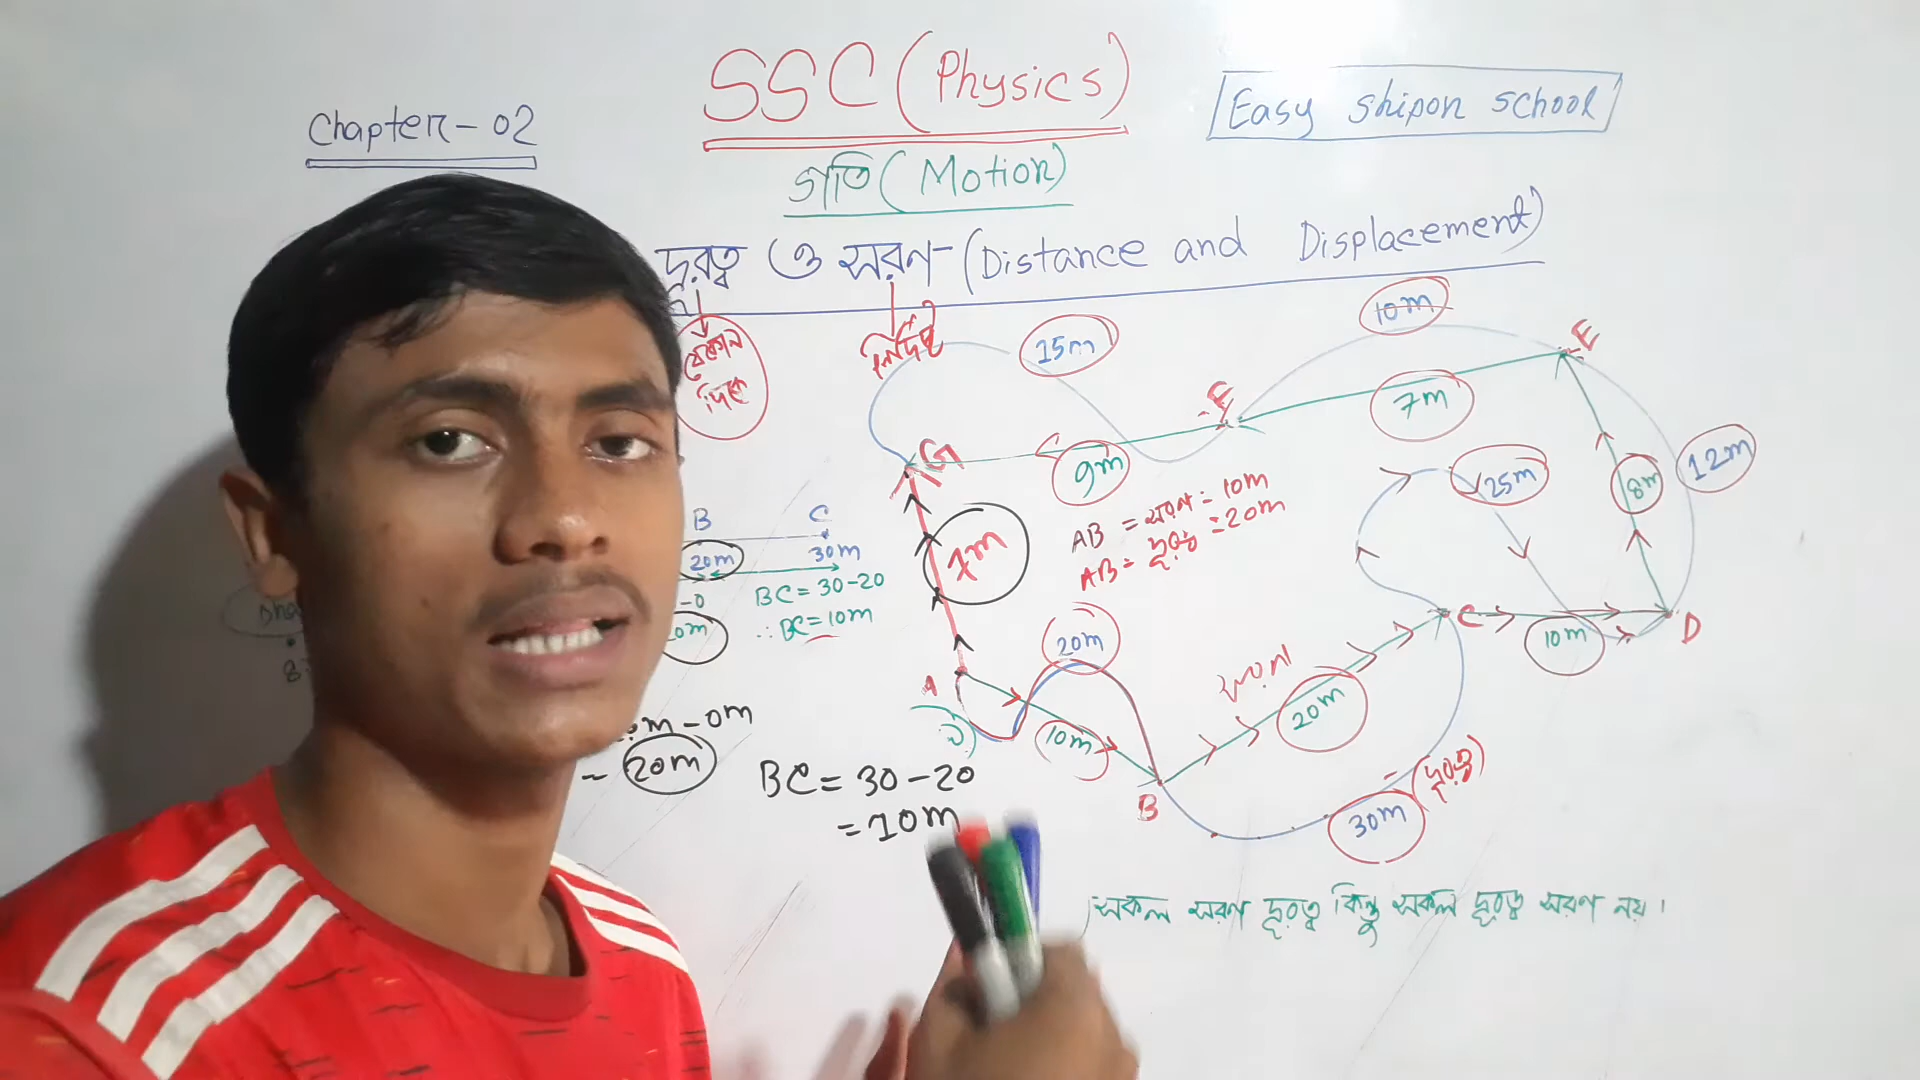 Chapter-02
SSC (Physics)
Easy Shipon School
গতি (Motion)
দূরত্ব ও সরণ-(Distance and Displacement)
যেকোন
দিকে
নির্দিষ্ট
15m
10m
E
F
7m
G
9m
12m
25m
8m
AB = সরণ = 10m
AB = দূরত্ব = 20m
7m
B C
20m 30m
-0 BC = 30-20
∴ BC = 10m
C
D
10m
20m
A
সরণ
20m
10m
m-0m
20m
B
BC = 30-20
= 10m
30m
(দূরত্ব)
সকল সরণ দূরত্ব কিন্তু সকল দূরত্ব সরণ নয়।